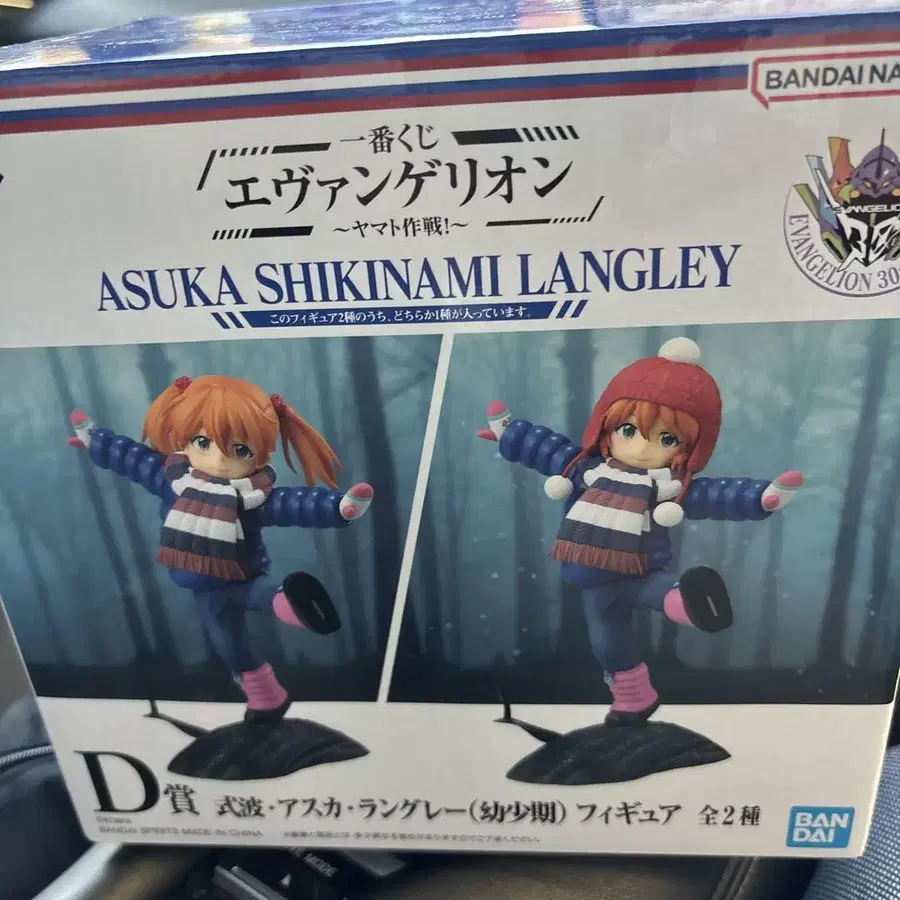 BANDAI NA
一番くじ
エヴァンゲリオン
～ヤマト作戦!～
EVANGELION 30
ASUKA SHIKINAMI LANGLEY
このフィギュア2種のうち、どちらか1種が入っています。
D賞 式波・アスカ・ラングレー(幼少期) フィギュア 全2種
BANDAI SPIRITS MADE IN CHINA
BAN
DAI
MODE